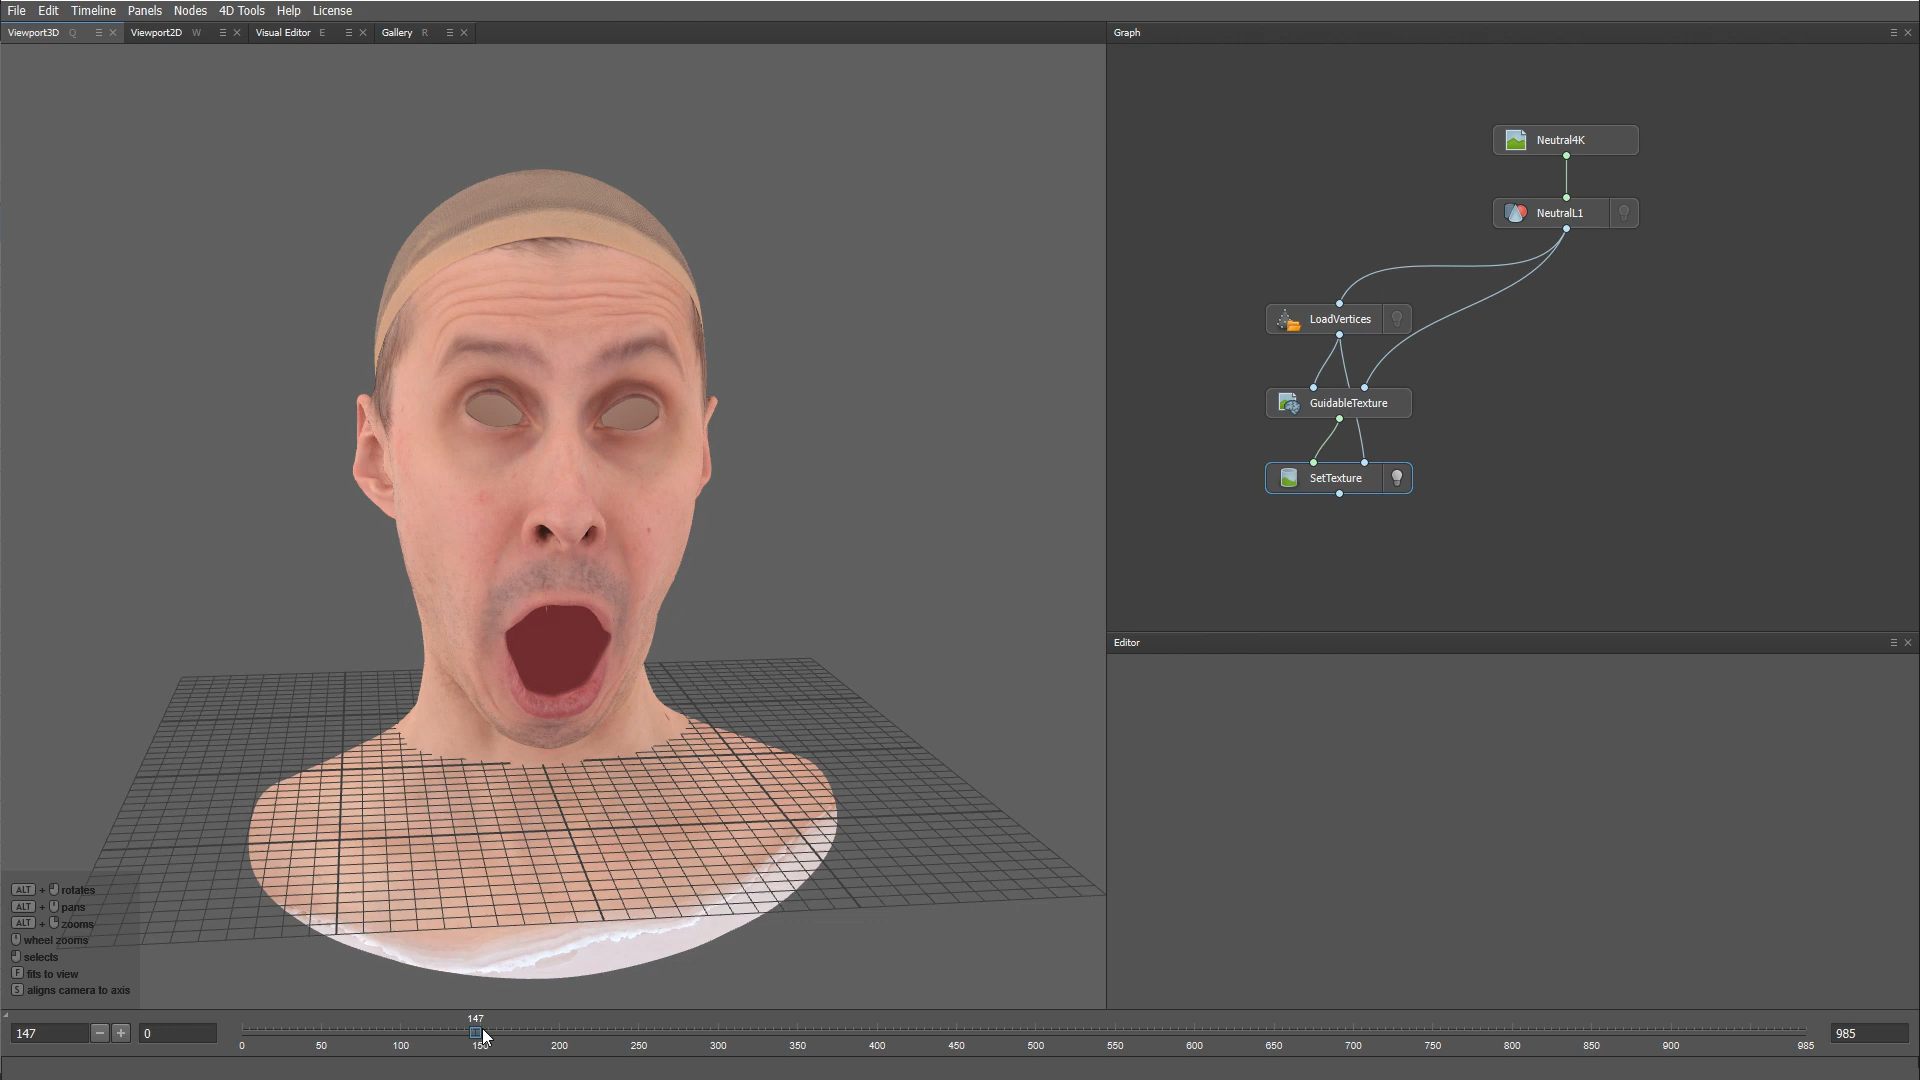 File Edit Timeline Panels Nodes 4D Tools Help License
Viewport3D Q Viewport2D W Visual Editor E Gallery R
Graph
Neutral4K
NeutralL1
LoadVertices
GuidableTexture
SetTexture
Editor
ALT + rotates
ALT + pans
ALT + zooms
wheel zooms
selects
F fits to view
S aligns camera to axis
147
147 0 985
0 50 100 150 200 250 300 350 400 450 500 550 600 650 700 750 800 850 900 985